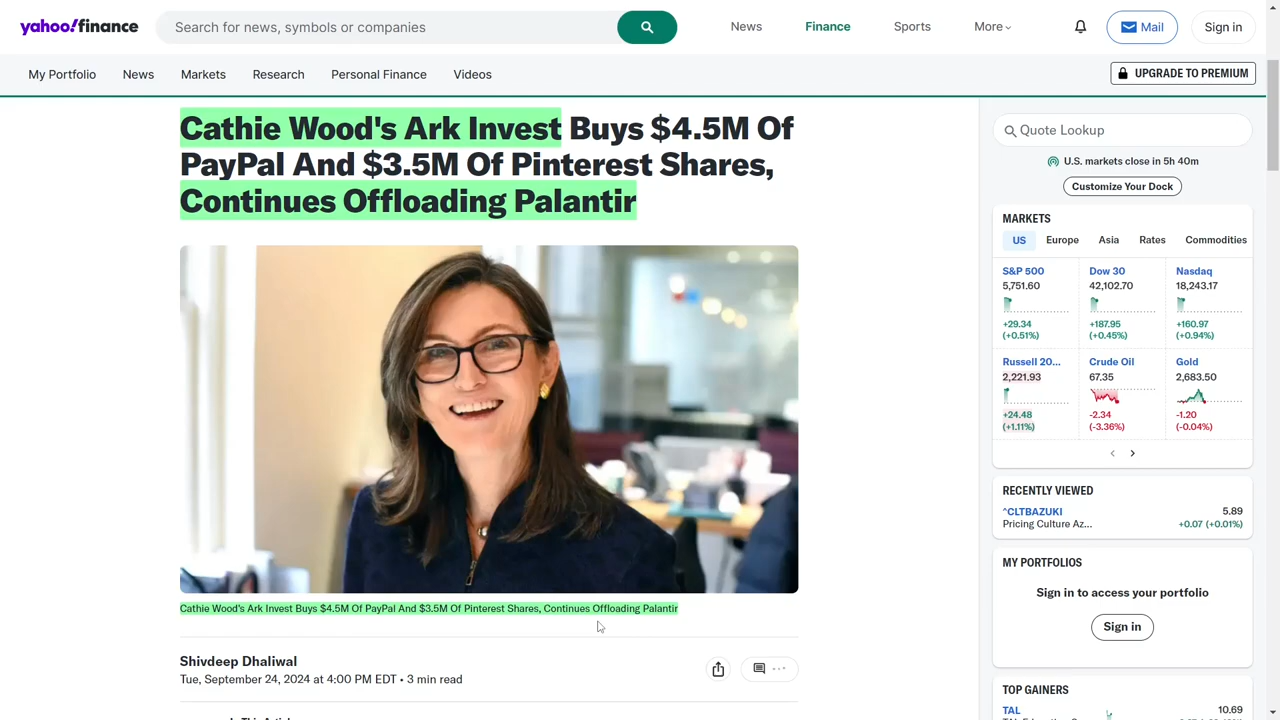 yahoo!finance
Search for news, symbols or companies
News
Finance
Sports
More
Mail
Sign in
My Portfolio
News
Markets
Research
Personal Finance
Videos
UPGRADE TO PREMIUM
Cathie Wood's Ark Invest Buys $4.5M Of
PayPal And $3.5M Of Pinterest Shares,
Continues Offloading Palantir
Cathie Wood's Ark Invest Buys $4.5M Of PayPal And $3.5M Of Pinterest Shares, Continues Offloading Palantir
Shivdeep Dhaliwal
Tue, September 24, 2024 at 4:00 PM EDT • 3 min read
Quote Lookup
U.S. markets close in 5h 40m
Customize Your Dock
MARKETS
US Europe Asia Rates Commodities
S&P 500 Dow 30 Nasdaq
5,751.60 42,102.70 18,243.17
+29.34 +187.95 +160.97
(+0.51%) (+0.45%) (+0.94%)
Russell 20... Crude Oil Gold
2,221.93 67.35 2,683.50
+24.48 -2.34 -1.20
(+1.11%) (-3.36%) (-0.04%)
RECENTLY VIEWED
^CLTBAZUKI 5.89
Pricing Culture Az... +0.07 (+0.01%)
MY PORTFOLIOS
Sign in to access your portfolio
Sign in
TOP GAINERS
TAL 10.69